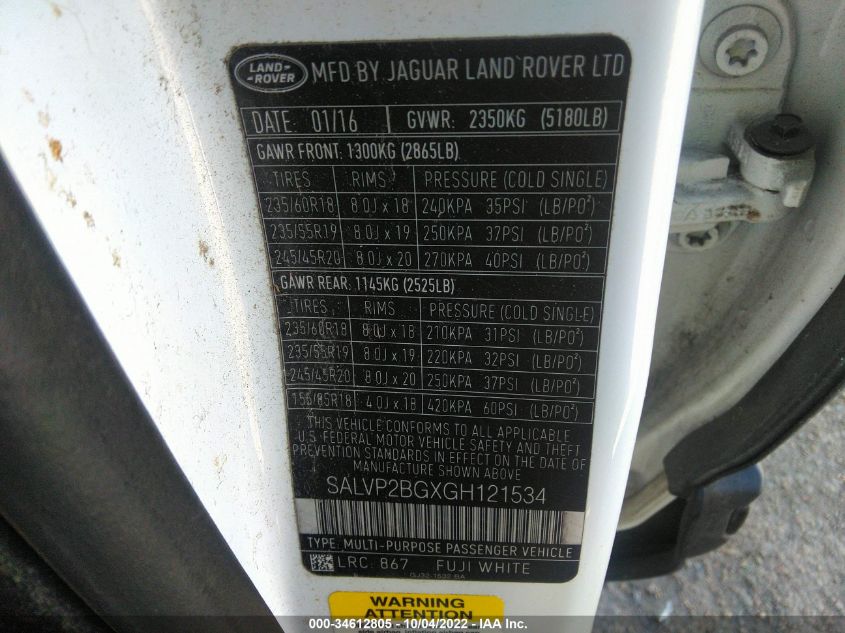 LAND-
-ROVER
MFD BY JAGUAR LAND ROVER LTD
DATE: 01/16 GVWR: 2350KG (5180LB)
GAWR FRONT: 1300KG (2865LB)
TIRES RIMS PRESSURE (COLD SINGLE)
235/60R18 8.0J x 18 240KPA 35PSI (LB/PO²)
235/55R19 8.0J x 19 250KPA 37PSI (LB/PO²)
245/45R20 8.0J x 20 270KPA 40PSI (LB/PO²)
GAWR REAR: 1145KG (2525LB)
TIRES RIMS PRESSURE (COLD SINGLE)
235/60R18 8.0J x 18 210KPA 31PSI (LB/PO²)
235/55R19 8.0J x 19 220KPA 32PSI (LB/PO²)
245/45R20 8.0J x 20 250KPA 37PSI (LB/PO²)
155/85R18 4.0J x 18 420KPA 60PSI (LB/PO²)
THIS VEHICLE CONFORMS TO ALL APPLICABLE
U.S. FEDERAL MOTOR VEHICLE SAFETY AND THEFT
PREVENTION STANDARDS IN EFFECT ON THE DATE OF
MANUFACTURE SHOWN ABOVE
SALVP2BGXGH121534
TYPE: MULTI-PURPOSE PASSENGER VEHICLE
LRC: 867 FUJI WHITE
WARNING
ATTENTION
000-34612805 - 10/04/2022 - IAA Inc.